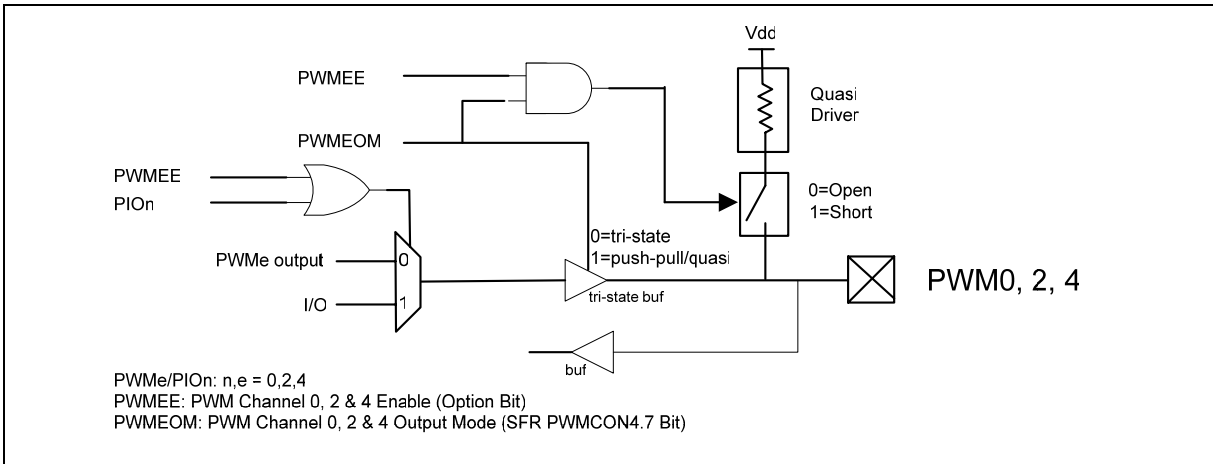 Vdd
PWMEE
Quasi
Driver
PWMEOM
PWMEE
PIOn
0=Open
1=Short
0=tri-state
1=push-pull/quasi
PWMe output
0
I/O
1
tri-state buf
PWM0, 2, 4
buf
PWMe/PIOn: n,e = 0,2,4
PWMEE: PWM Channel 0, 2 & 4 Enable (Option Bit)
PWMEOM: PWM Channel 0, 2 & 4 Output Mode (SFR PWMCON4.7 Bit)